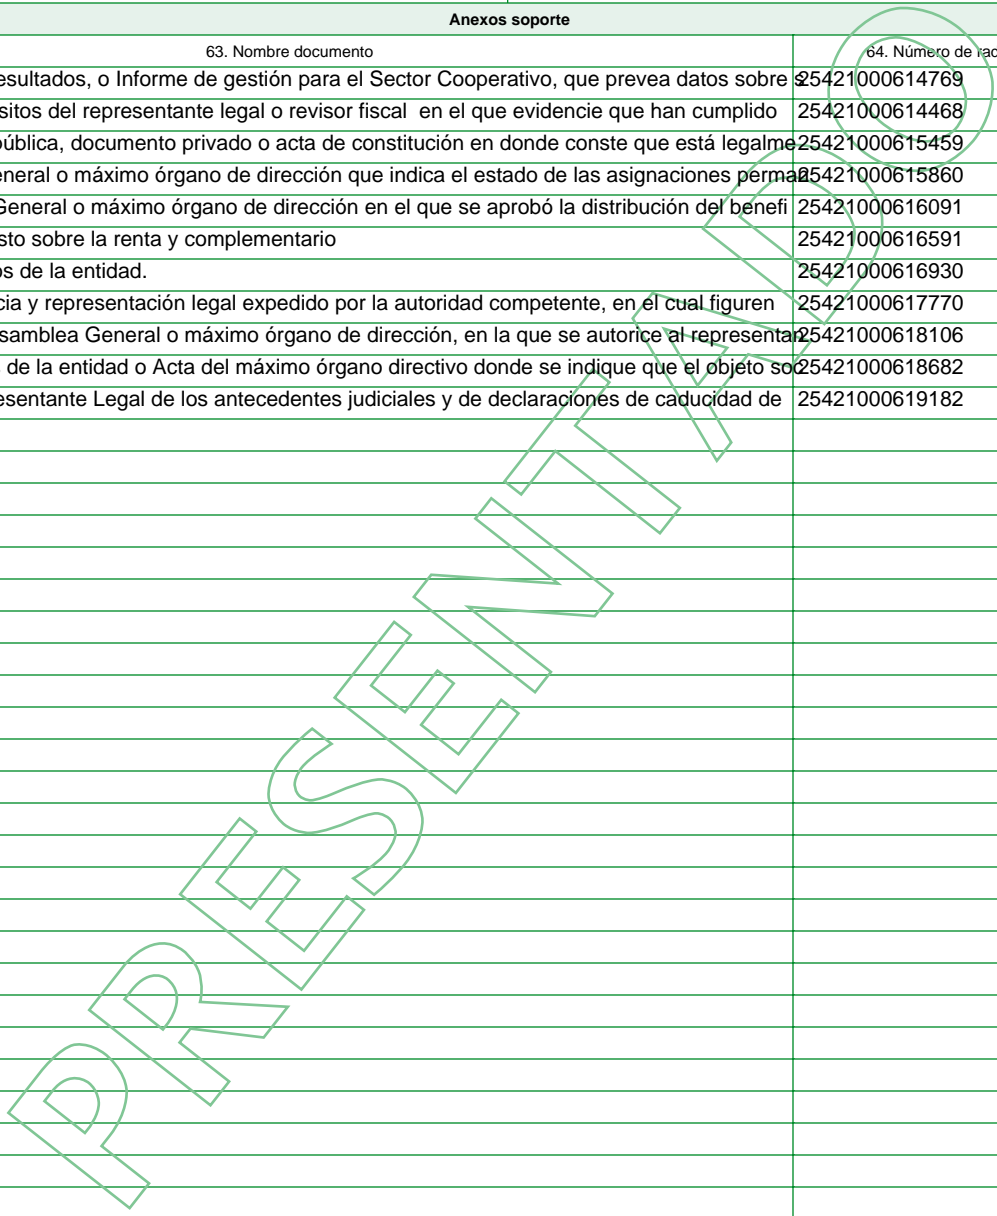 Anexos soporte
63. Nombre documento 64. Número de rad
esultados, o Informe de gestión para el Sector Cooperativo, que prevea datos sobre s 25421000614769
sitos del representante legal o revisor fiscal en el que evidencie que han cumplido 25421000614468
pública, documento privado o acta de constitución en donde conste que está legalme 25421000615459
eneral o máximo órgano de dirección que indica el estado de las asignaciones perman 25421000615860
General o máximo órgano de dirección en el que se aprobó la distribución del benefi 25421000616091
sto sobre la renta y complementario 25421000616591
os de la entidad. 25421000616930
cia y representación legal expedido por la autoridad competente, en el cual figuren 25421000617770
samblea General o máximo órgano de dirección, en la que se autorice al representan 25421000618106
de la entidad o Acta del máximo órgano directivo donde se indique que el objeto soc 25421000618682
esentante Legal de los antecedentes judiciales y de declaraciones de caducidad de 25421000619182
PRESENTADO